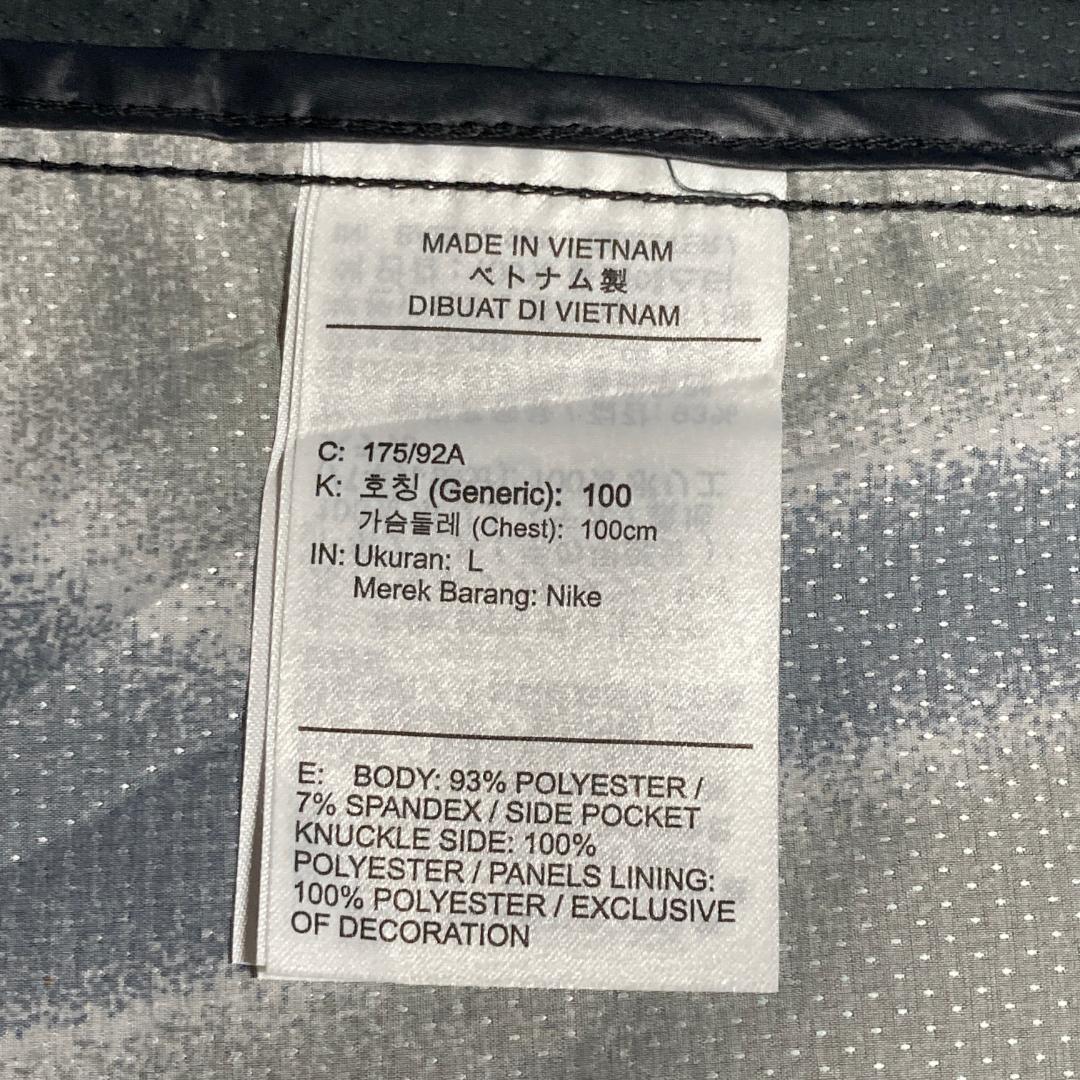 MADE IN VIETNAM
ベトナム製
DIBUAT DI VIETNAM
C: 175/92A
K: 호칭 (Generic): 100
가슴둘레 (Chest): 100cm
IN: Ukuran: L
Merek Barang: Nike
E: BODY: 93% POLYESTER /
7% SPANDEX / SIDE POCKET
KNUCKLE SIDE: 100%
POLYESTER / PANELS LINING:
100% POLYESTER / EXCLUSIVE
OF DECORATION